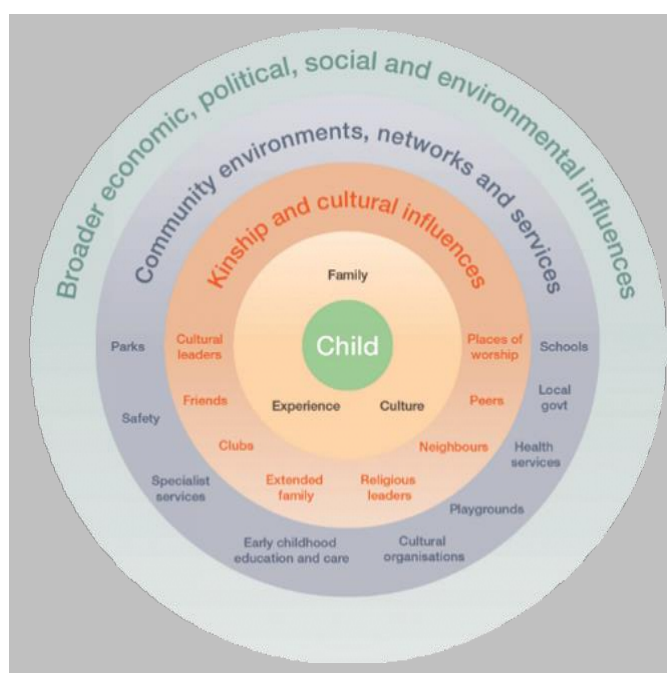 Broader economic, political, social and environmental influences
Community environments, networks and services
Kinship and cultural influences
Family
Child
Experience
Culture
Cultural
leaders
Friends
Clubs
Extended
family
Religious
leaders
Neighbours
Peers
Places of
worship
Parks
Safety
Specialist
services
Early childhood
education and care
Cultural
organisations
Playgrounds
Health
services
Local
govt
Schools